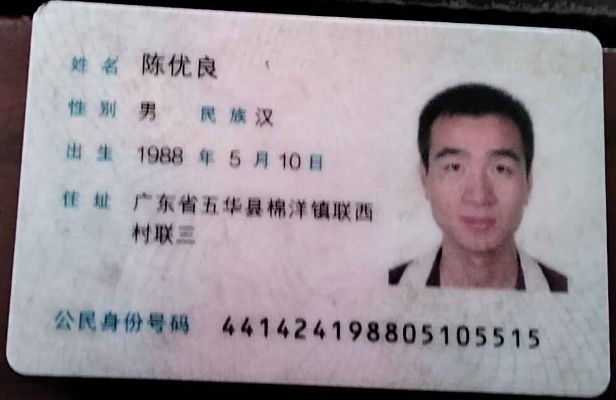 姓名 陈优良
性别 男 民族 汉
出生 1988 年 5 月 10 日
住址 广东省五华县棉洋镇联西
村联三
公民身份号码 441424198805105515